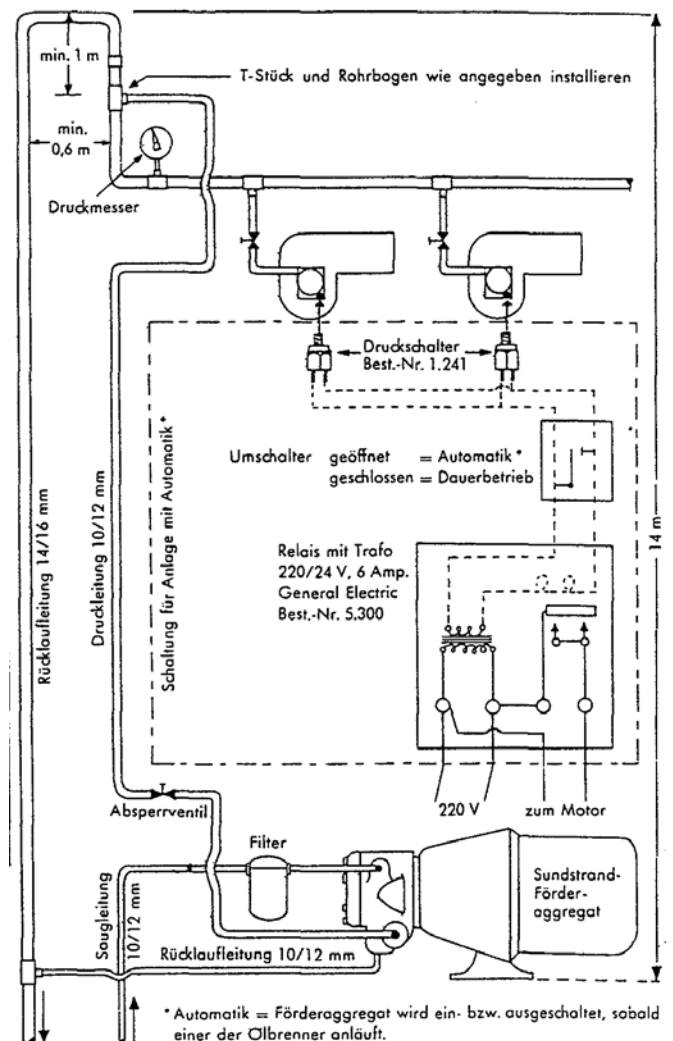 min. 1 m
T-Stück und Rohrbogen wie angegeben installieren
min.
0,6 m
Druckmesser
Druckschalter
Best.-Nr. 1.241
Umschalter geöffnet = Automatik*
geschlossen = Dauerbetrieb
14 m
Rücklaufleitung 14/16 mm
Druckleitung 10/12 mm
Schaltung für Anlage mit Automatik*
Relais mit Trafo
220/24 V, 6 Amp.
General Electric
Best.-Nr. 5.300
220 V
zum Motor
Absperrventil
Filter
Sundstrand-
Förder-
aggregat
Saugleitung
10/12 mm
Rücklaufleitung 10/12 mm
*Automatik = Förderaggregat wird ein- bzw. ausgeschaltet, sobald
einer der Ölbrenner anläuft.